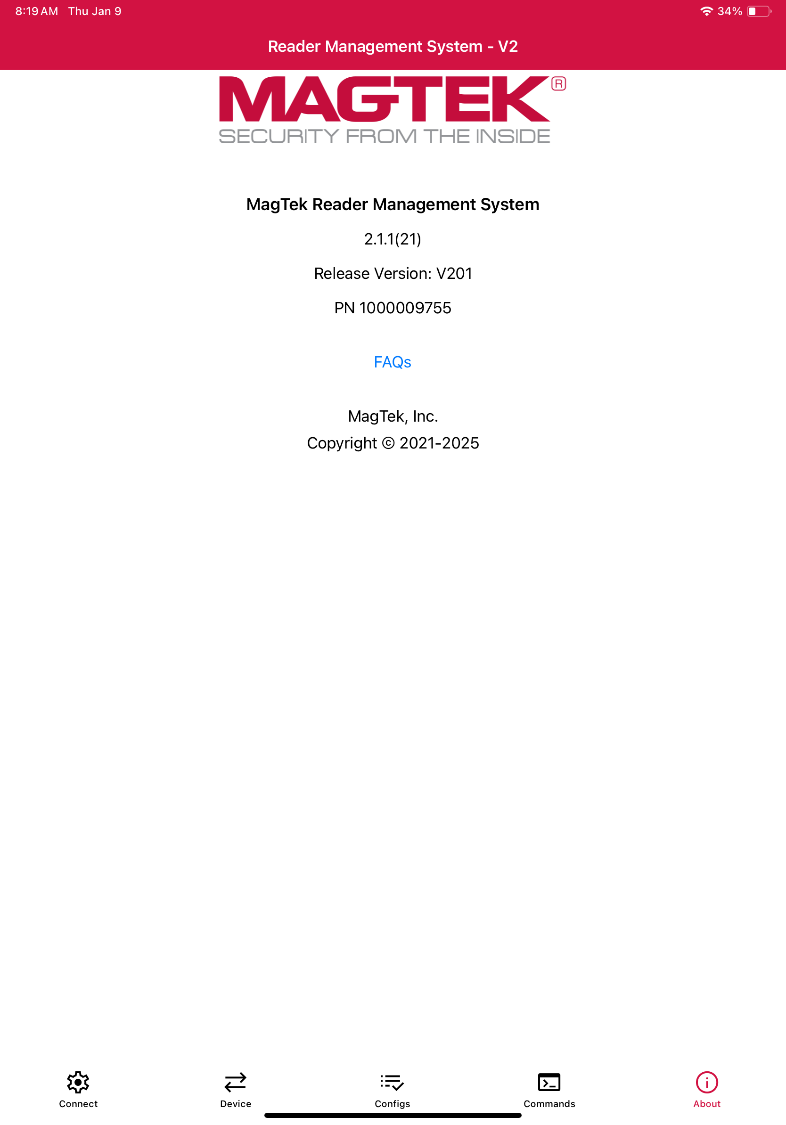 8:19 AM Thu Jan 9 34%
Reader Management System - V2
MAGTEK®
SECURITY FROM THE INSIDE
MagTek Reader Management System
2.1.1(21)
Release Version: V201
PN 1000009755
FAQs
MagTek, Inc.
Copyright © 2021-2025
Connect Device Configs Commands About